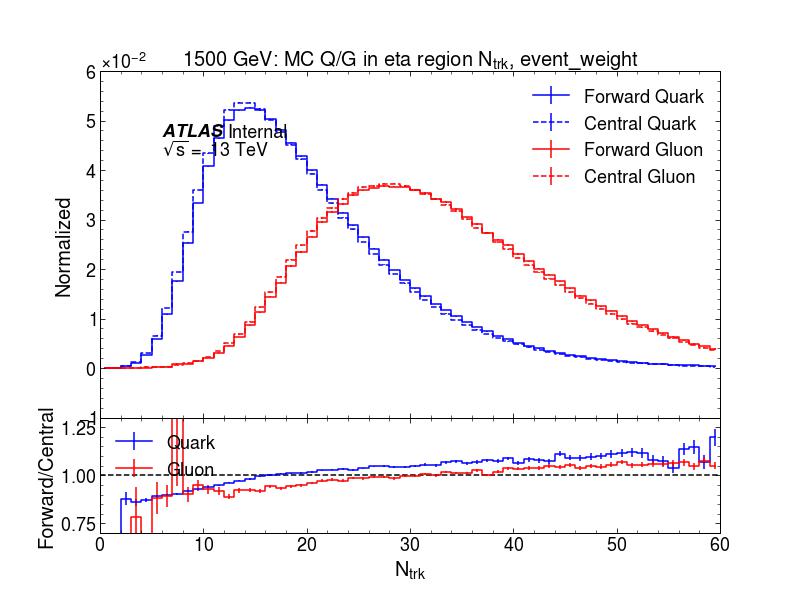 ×10⁻²
1500 GeV: MC Q/G in eta region N_trk, event_weight
6
5
4
3
2
1
0
−1
Normalized
ATLAS Internal
√s = 13 TeV
Forward Quark
Central Quark
Forward Gluon
Central Gluon
1.25
1.00
0.75
Forward/Central
Quark
Gluon
0 10 20 30 40 50 60
N_trk